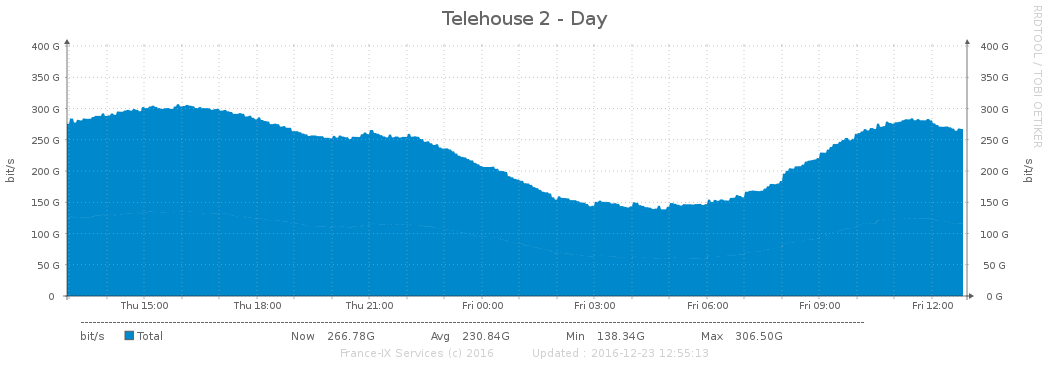 Telehouse 2 - Day
RRDTOOL / TOBI OETIKER
400 G 400 G
350 G 350 G
300 G 300 G
250 G 250 G
200 G 200 G
150 G 150 G
100 G 100 G
50 G 50 G
0 0 G
bit/s bit/s
Thu 15:00 Thu 18:00 Thu 21:00 Fri 00:00 Fri 03:00 Fri 06:00 Fri 09:00 Fri 12:00
bit/s Total Now 266.78G Avg 230.84G Min 138.34G Max 306.50G
France-IX Services (c) 2016 Updated : 2016-12-23 12:55:13